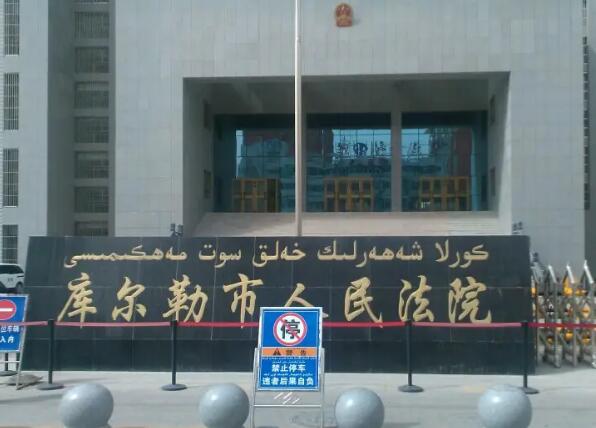 كورلا شەھەرلىك خەلق سوت مەھكىمىسى
库尔勒市人民法院
停
警告
禁止停车
违者后果自负